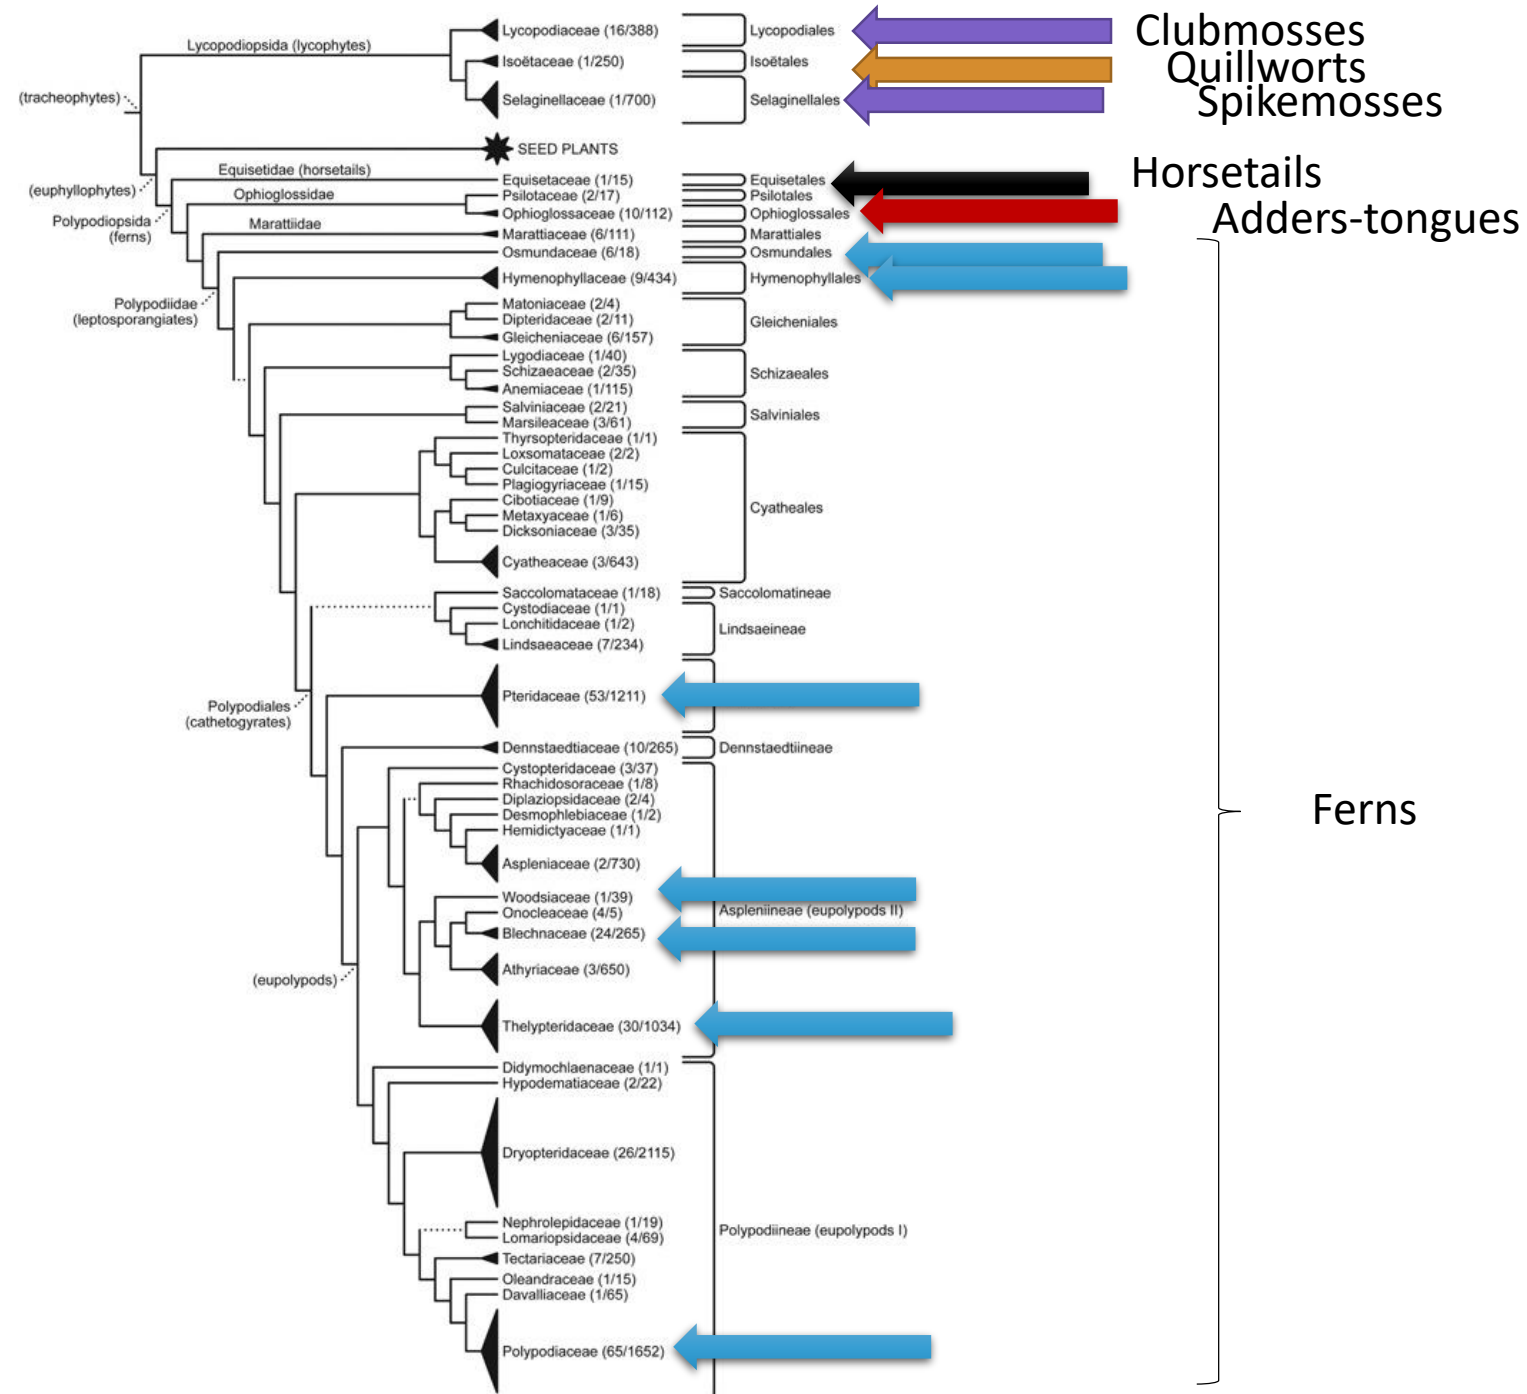 Lycopodiopsida (lycophytes)
Lycopodiaceae (16/388)
Lycopodiales
Clubmosses
Isoëtaceae (1/250)
Isoëtales
Quillworts
(tracheophytes)
Selaginellaceae (1/700)
Selaginellales
Spikemosses
SEED PLANTS
(euphyllophytes)
Equisetidae (horsetails)
Equisetaceae (1/15)
Equisetales
Horsetails
Ophioglossidae
Psilotaceae (2/17)
Psilotales
Polypodiopsida
(ferns)
Ophioglossaceae (10/112)
Ophioglossales
Adders-tongues
Marattiidae
Marattiaceae (6/111)
Marattiales
Osmundaceae (6/18)
Osmundales
Hymenophyllaceae (9/434)
Hymenophyllales
Polypodiidae
(leptosporangiates)
Matoniaceae (2/4)
Dipteridaceae (2/11)
Gleicheniaceae (6/157)
Gleicheniales
Lygodiaceae (1/40)
Schizaeaceae (2/35)
Anemiaceae (1/115)
Schizaeales
Salviniaceae (2/21)
Marsileaceae (3/61)
Salviniales
Thyrsopteridaceae (1/1)
Loxsomataceae (2/2)
Culcitaceae (1/2)
Plagiogyriaceae (1/15)
Cibotiaceae (1/9)
Metaxyaceae (1/6)
Dicksoniaceae (3/35)
Cyatheaceae (3/643)
Cyatheales
Saccolomataceae (1/18)
Saccolomatineae
Cystodiaceae (1/1)
Lonchitidaceae (1/2)
Lindsaeaceae (7/234)
Lindsaeineae
Polypodiales
(cathetogyrates)
Pteridaceae (53/1211)
Dennstaedtiaceae (10/265)
Dennstaedtiineae
Cystopteridaceae (3/37)
Rhachidosoraceae (1/8)
Diplaziopsidaceae (2/4)
Desmophlebiaceae (1/2)
Hemidictyaceae (1/1)
Aspleniaceae (2/730)
Ferns
Woodsiaceae (1/39)
Onocleaceae (4/5)
Blechnaceae (24/265)
Athyriaceae (3/650)
Aspleniineae (eupolypods II)
(eupolypods)
Thelypteridaceae (30/1034)
Didymochlaenaceae (1/1)
Hypodematiaceae (2/22)
Dryopteridaceae (26/2115)
Nephrolepidaceae (1/19)
Lomariopsidaceae (4/69)
Polypodiineae (eupolypods I)
Tectariaceae (7/250)
Oleandraceae (1/15)
Davalliaceae (1/65)
Polypodiaceae (65/1652)